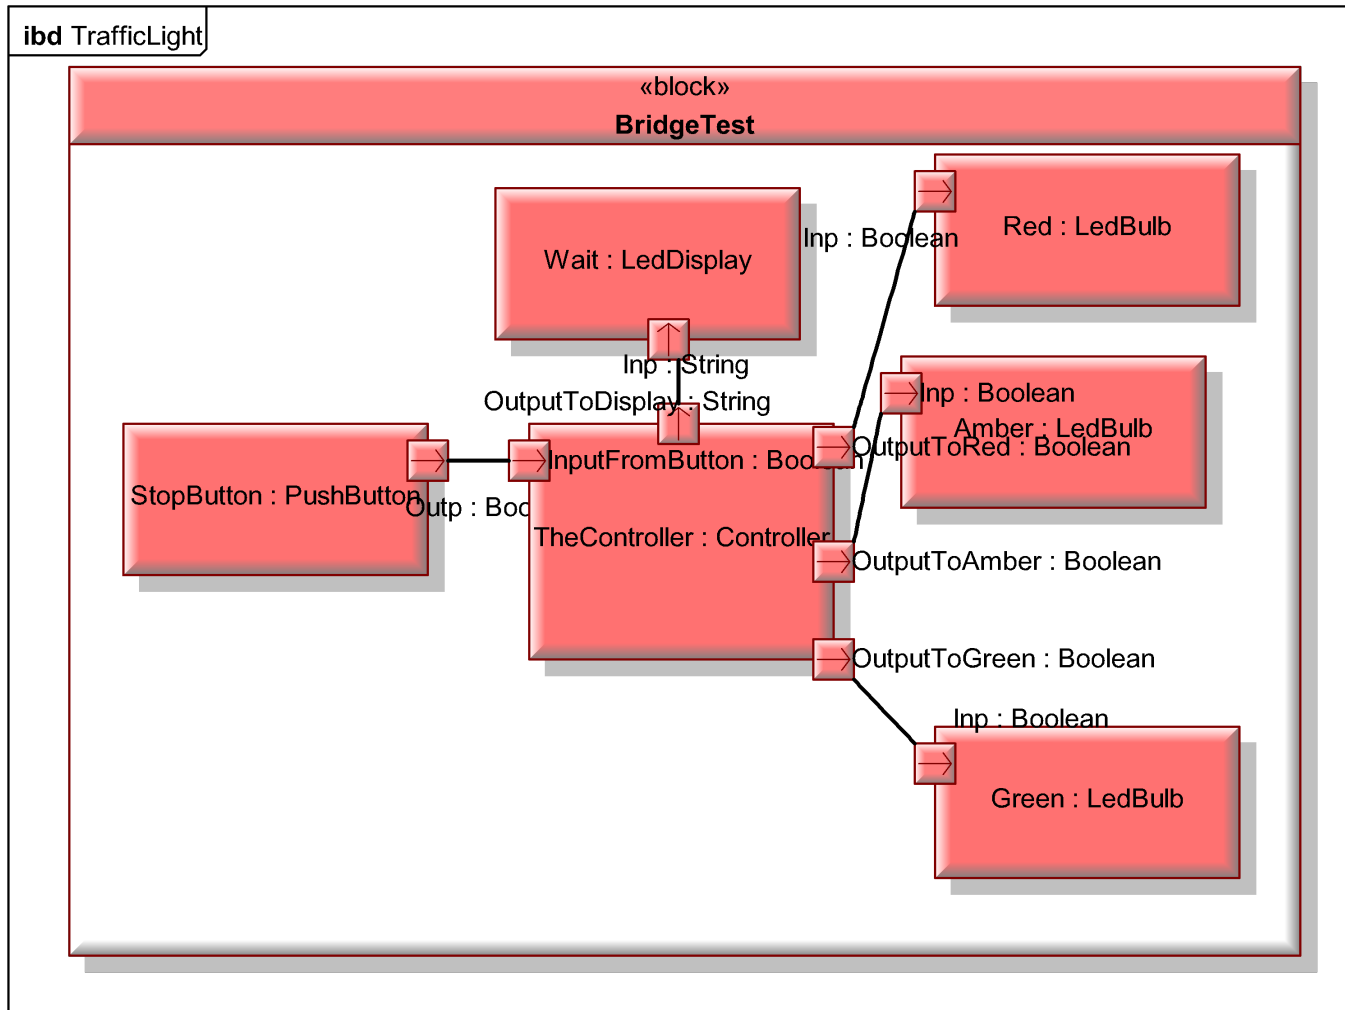 ibd TrafficLight
«block»
BridgeTest
Inp : Boolean
Red : LedBulb
Wait : LedDisplay
Inp : String
OutputToDisplay : String
Inp : Boolean
Amber : LedBulb
OutputToRed : Boolean
InputFromButton : Boolean
StopButton : PushButton
Outp : Boo
TheController : Controller
OutputToAmber : Boolean
OutputToGreen : Boolean
Inp : Boolean
Green : LedBulb